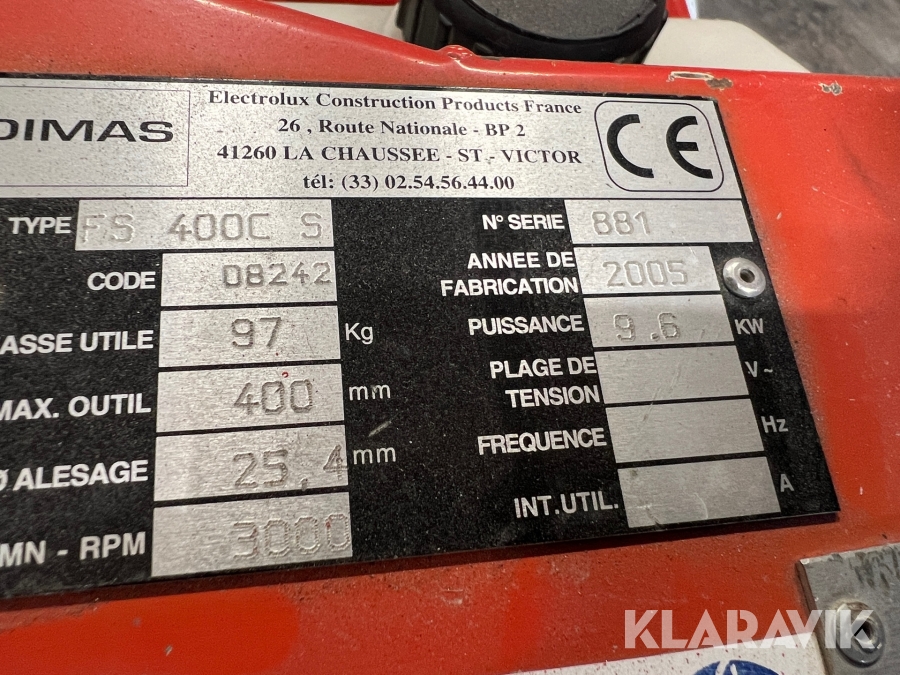 DIMAS
Electrolux Construction Products France
26 , Route Nationale - BP 2
41260 LA CHAUSSEE - ST - VICTOR
tél: (33) 02.54.56.44.00
CE
TYPE FS 400C S
N° SERIE 881
CODE 08242
ANNEE DE FABRICATION 2005
ASSE UTILE 97 Kg
PUISSANCE 9.6 KW
MAX. OUTIL 400 mm
PLAGE DE TENSION V~
Ø ALESAGE 25,4 mm
FREQUENCE Hz
MN - RPM 3000
INT.UTIL. A
KLARAVIK